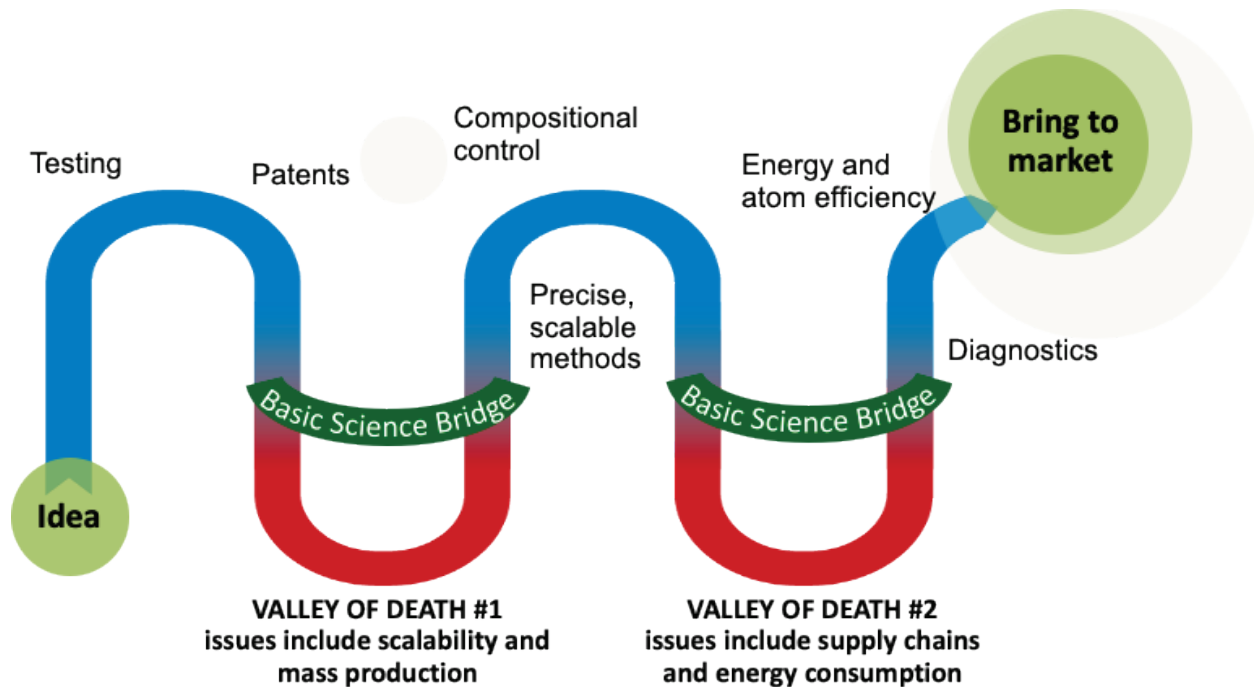 Testing
Patents
Compositional
control
Energy and
atom efficiency
Bring to
market
Precise,
scalable
methods
Diagnostics
Basic Science Bridge
Basic Science Bridge
Idea
VALLEY OF DEATH #1
issues include scalability and
mass production
VALLEY OF DEATH #2
issues include supply chains
and energy consumption